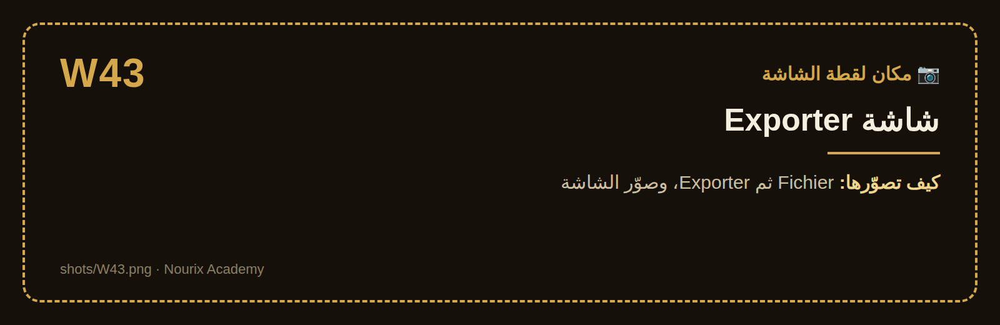 W43
📷 مكان لقطة الشاشة
شاشة Exporter
كيف تصوّرها: Fichier ثم Exporter، وصوّر الشاشة
shots/W43.png · Nourix Academy